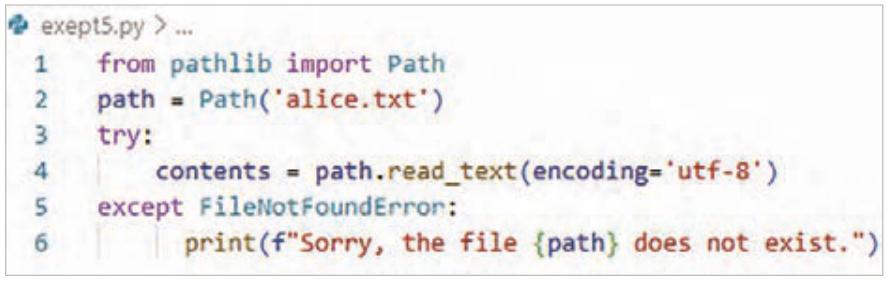 exept5.py > ...
1 from pathlib import Path
2 path = Path('alice.txt')
3 try:
4     contents = path.read_text(encoding='utf-8')
5 except FileNotFoundError:
6     print(f"Sorry, the file {path} does not exist.")